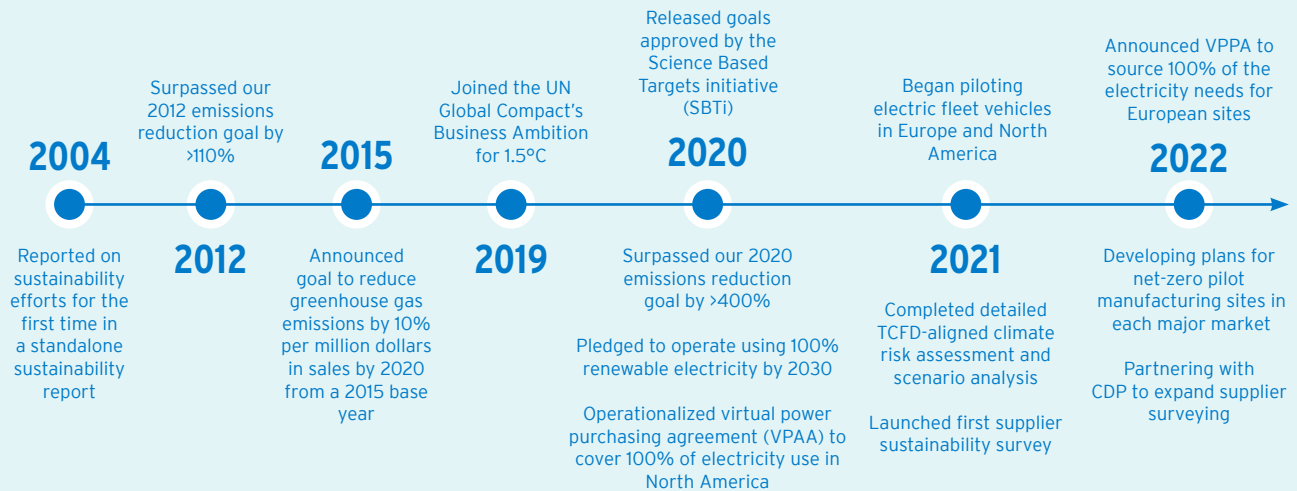 2004
Reported on
sustainability
efforts for the
first time in
a standalone
sustainability
report
Surpassed our
2012 emissions
reduction goal by
>110%
2012
2015
Announced
goal to reduce
greenhouse gas
emissions by 10%
per million dollars
in sales by 2020
from a 2015 base
year
Joined the UN
Global Compact's
Business Ambition
for 1.5°C
2019
Released goals
approved by the
Science Based
Targets initiative
(SBTi)
2020
Surpassed our 2020
emissions reduction
goal by >400%
Pledged to operate using 100%
renewable electricity by 2030
Operationalized virtual power
purchasing agreement (VPAA) to
cover 100% of electricity use in
North America
Began piloting
electric fleet vehicles
in Europe and North
America
2021
Completed detailed
TCFD-aligned climate
risk assessment and
scenario analysis
Launched first supplier
sustainability survey
Announced VPPA to
source 100% of the
electricity needs for
European sites
2022
Developing plans for
net-zero pilot
manufacturing sites in
each major market
Partnering with
CDP to expand supplier
surveying